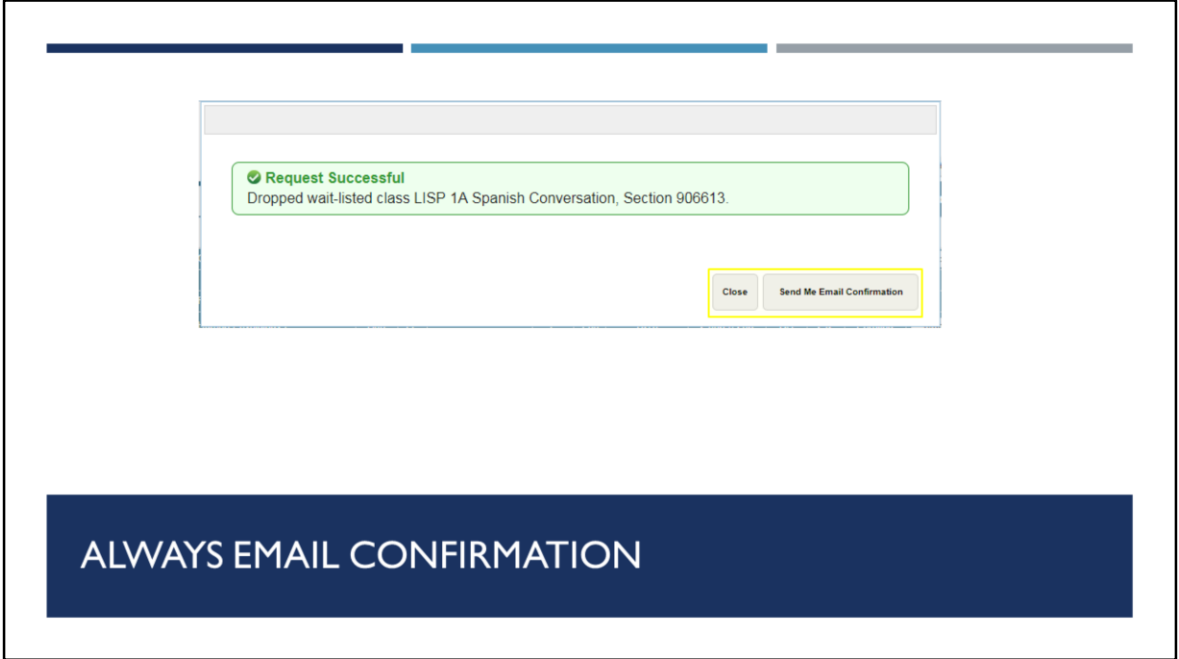 Request Successful
Dropped wait-listed class LISP 1A Spanish Conversation, Section 906613.
Close Send Me Email Confirmation
ALWAYS EMAIL CONFIRMATION